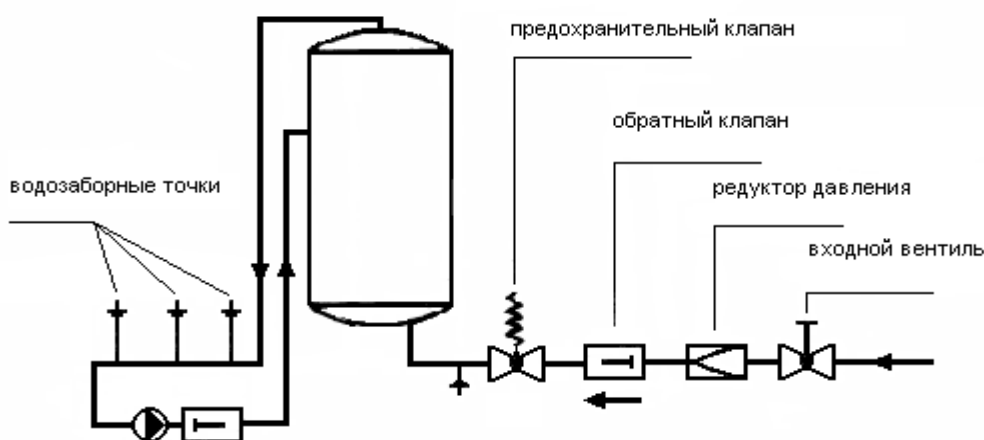 предохранительный клапан
обратный клапан
водозаборные точки
редуктор давления
входной вентиль